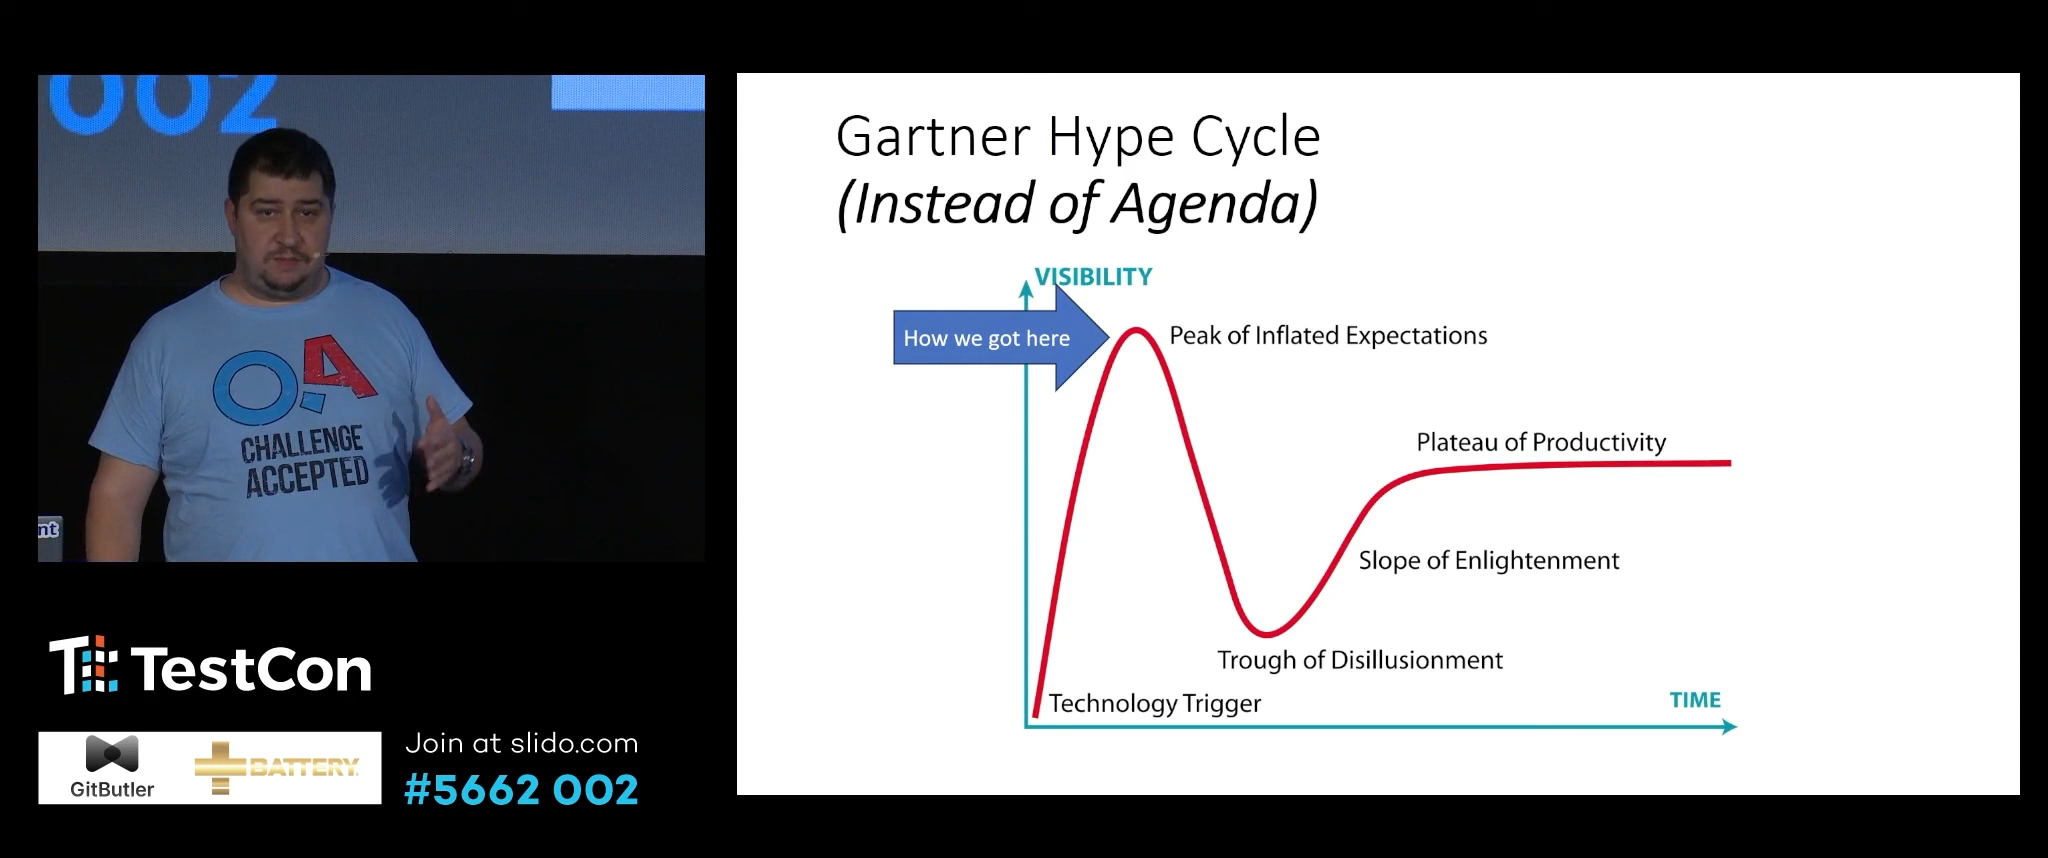 002
QA
CHALLENGE
ACCEPTED
nt
TestCon
GitButler
BATTERY
Join at slido.com
#5662 002
Gartner Hype Cycle
(Instead of Agenda)
VISIBILITY
How we got here
Peak of Inflated Expectations
Plateau of Productivity
Slope of Enlightenment
Trough of Disillusionment
Technology Trigger
TIME